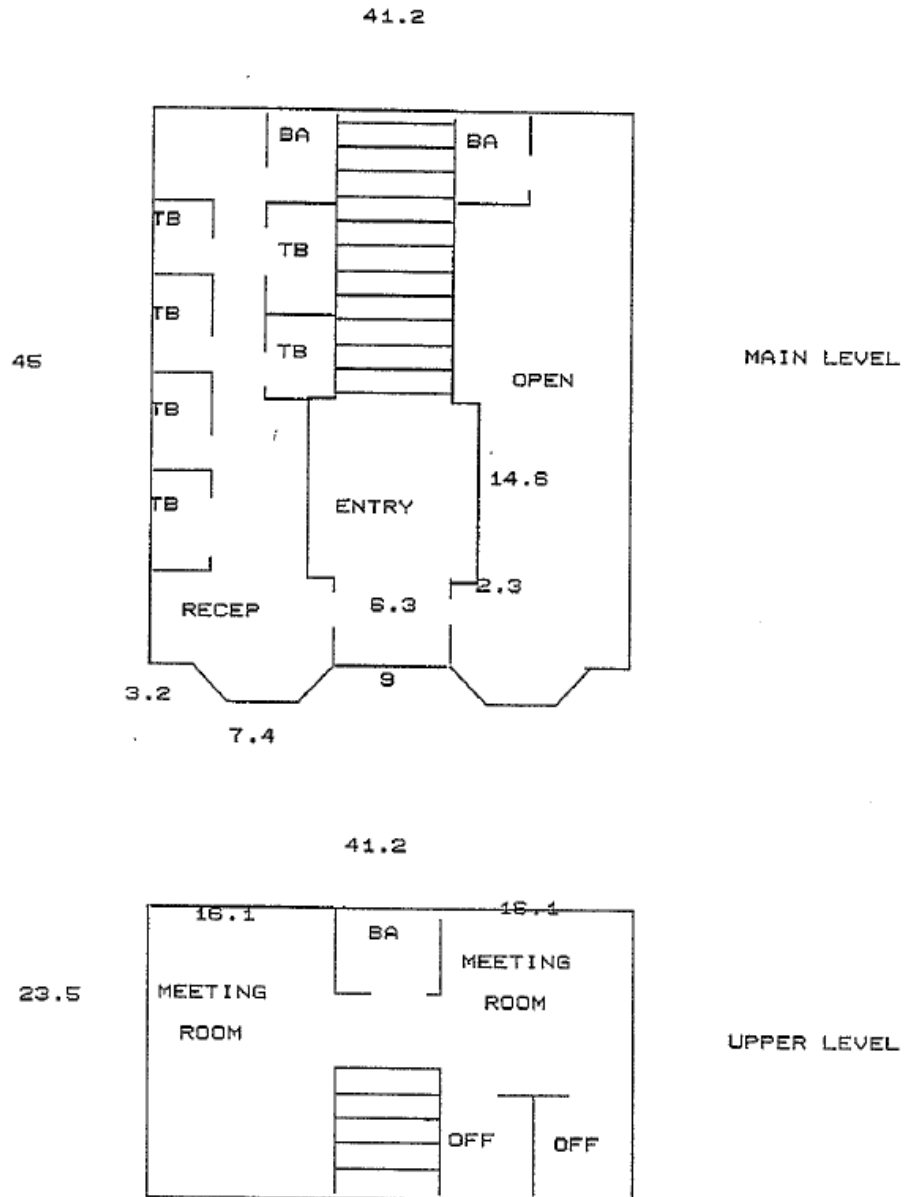 41.2
BA
BA
TB
TB
TB
TB
45
MAIN LEVEL
OPEN
TB
TB
14.6
ENTRY
TB
2.3
6.3
RECEP
3.2
9
7.4
41.2
16.1
16.1
BA
MEETING
ROOM
23.5
MEETING
ROOM
UPPER LEVEL
OFF
OFF